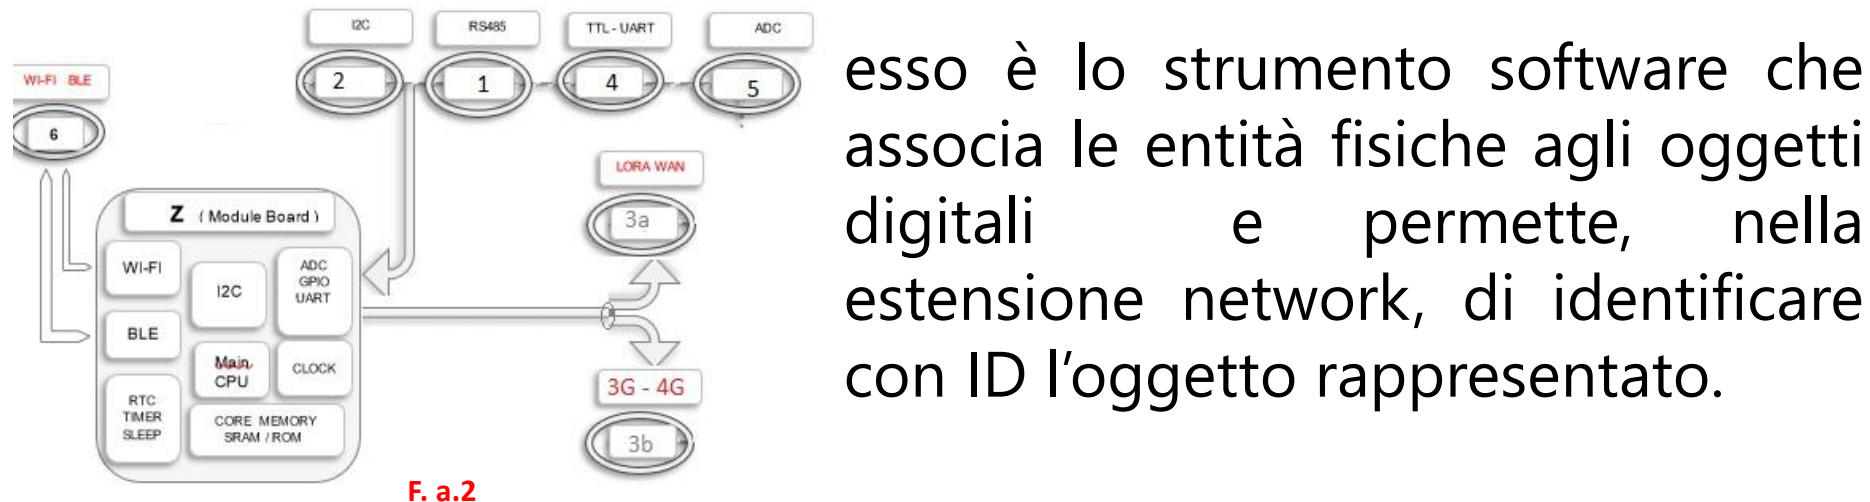 I2C
RS485
TTL - UART
ADC
WI-FI BLE
2
1
4
5
6
LORA WAN
3a
Z ( Module Board )
WI-FI
I2C
ADC
GPIO
UART
BLE
Main
CPU
CLOCK
3G - 4G
RTC
TIMER
SLEEP
CORE MEMORY
SRAM / ROM
3b
F. a.2
esso è lo strumento software che
associa le entità fisiche agli oggetti
digitali e permette, nella
estensione network, di identificare
con ID l’oggetto rappresentato.